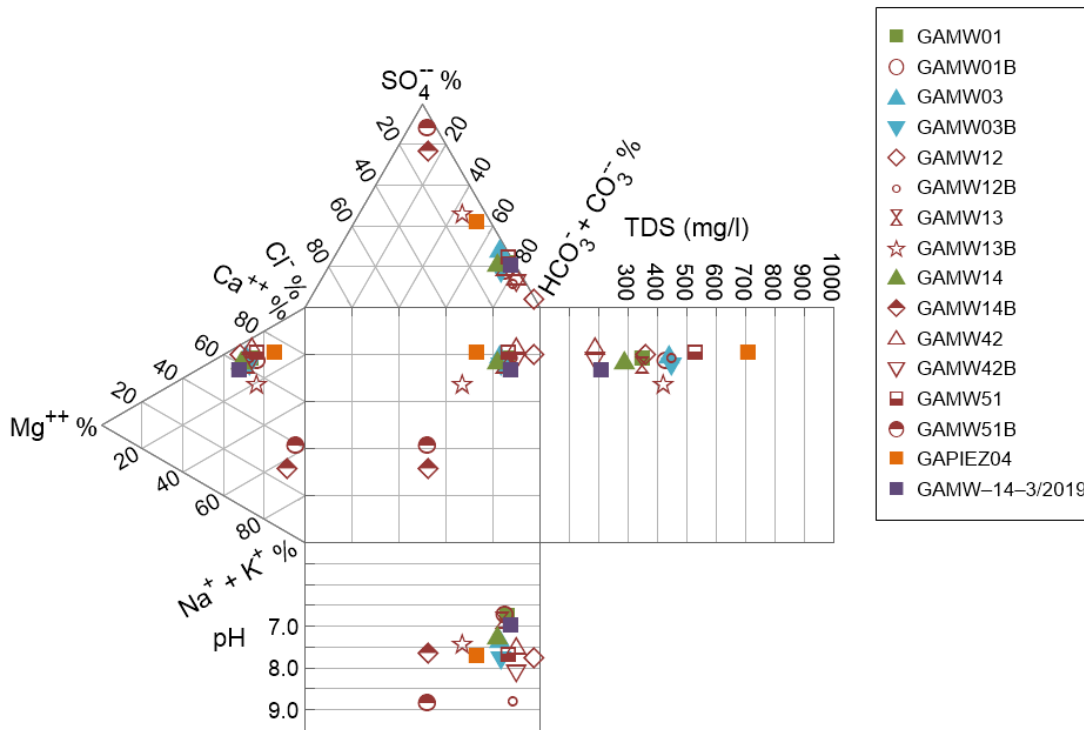 SO₄⁻⁻ %
20
40
60
80
20
40
60
80
Cl⁻ %
HCO₃⁻ + CO₃⁻⁻ %
Ca⁺⁺ %
80
60
40
20
Mg⁺⁺ %
20
40
60
80
Na⁺ + K⁺ %
TDS (mg/l)
300
400
500
600
700
800
900
1000
pH
7.0
8.0
9.0
GAMW01
GAMW01B
GAMW03
GAMW03B
GAMW12
GAMW12B
GAMW13
GAMW13B
GAMW14
GAMW14B
GAMW42
GAMW42B
GAMW51
GAMW51B
GAPIEZ04
GAMW–14–3/2019